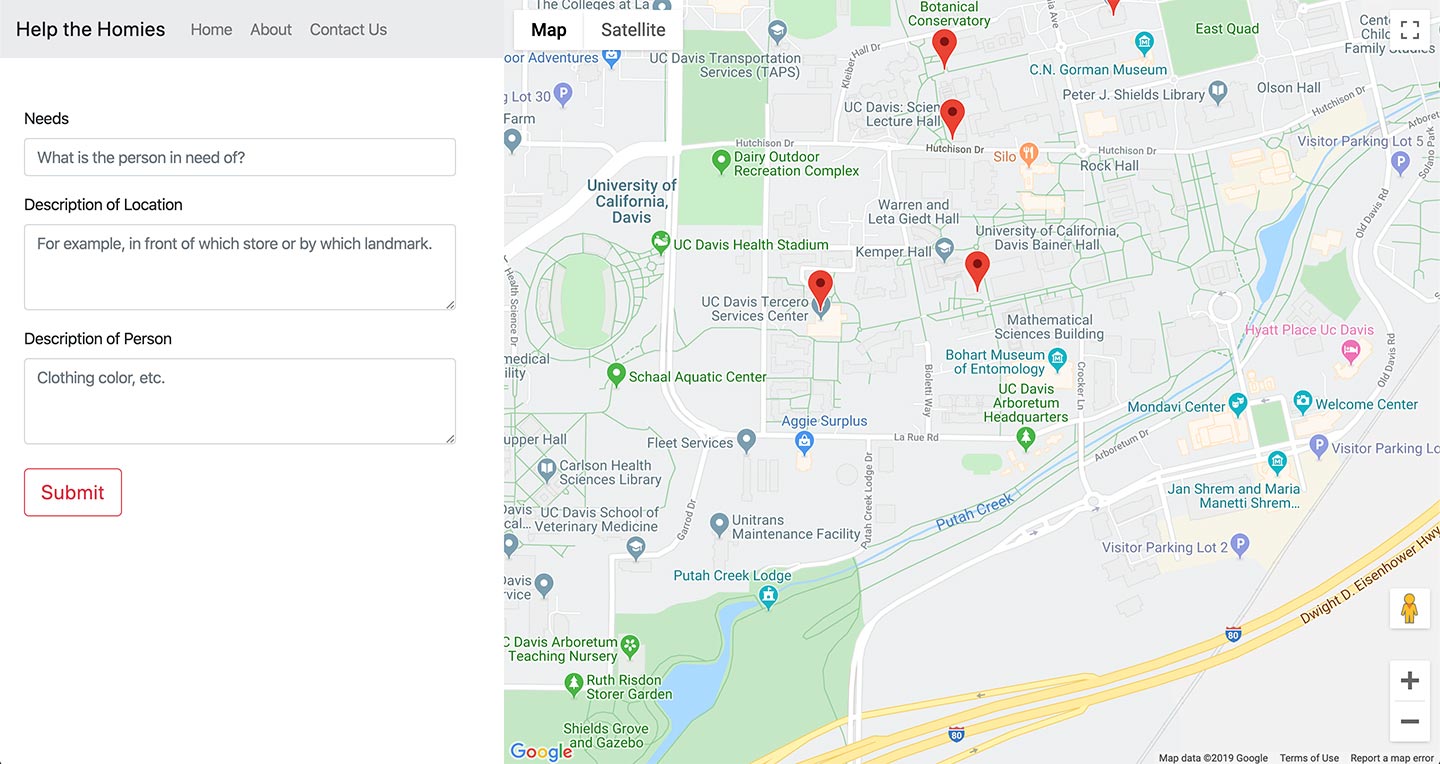 Help the Homies
Home
About
Contact Us
Needs
What is the person in need of?
Description of Location
For example, in front of which store or by which landmark.
Description of Person
Clothing color, etc.
Submit
Map
Satellite
The Colleges at La
Botanical
Conservatory
East Quad
Family Studies
oor Adventures
UC Davis Transportation
Services (TAPS)
Kleiber Hall Dr
C.N. Gorman Museum
g Lot 30
Farm
UC Davis: Scien
Lecture Hall
Peter J. Shields Library
Olson Hall
Hutchison Dr
Hutchison Dr
Hutchison Dr
Visitor Parking Lot 5
Solano Park
Dairy Outdoor
Recreation Complex
Silo
Rock Hall
University of
California,
Davis
Warren and
Leta Giedt Hall
Old Davis Rd
UC Davis Health Stadium
Kemper Hall
University of California,
Davis Bainer Hall
Health Science Dr
UC Davis Tercero
Services Center
Mathematical
Sciences Building
Hyatt Place Uc Davis
medical
ility
Bohart Museum
of Entomology
Old Davis Rd
Schaal Aquatic Center
Bioletti Way
Crocker Ln
UC Davis
Arboretum
Headquarters
Mondavi Center
Welcome Center
Aggie Surplus
upper Hall
Fleet Services
La Rue Rd
Arboretum Dr
Visitor Parking Lo
Carlson Health
Sciences Library
Putah Creek Lodge Dr
Jan Shrem and Maria
Manetti Shrem...
Davis
cal...
UC Davis School of
Veterinary Medicine
Garrod Dr
Unitrans
Maintenance Facility
Putah Creek
Visitor Parking Lot 2
Davis
rvice
Putah Creek Lodge
Dwight D. Eisenhower Hwy
80
C Davis Arboretum
Teaching Nursery
Ruth Risdon
Storer Garden
Shields Grove
and Gazebo
80
Google
Map data ©2019 Google
Terms of Use
Report a map error